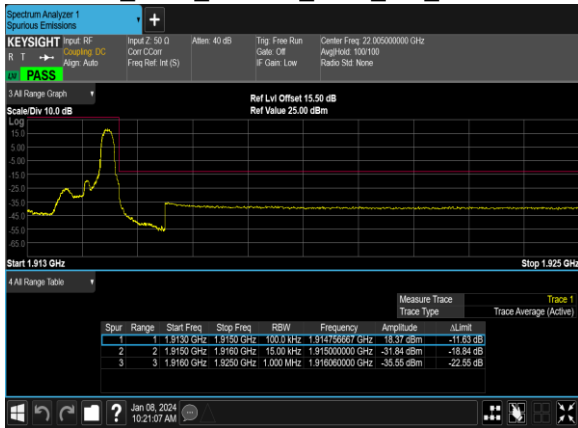 Spectrum Analyzer 1
Spurious Emissions
KEYSIGHT Input: RF Input Z: 50 Ω Atten: 40 dB Trig: Free Run Center Freq: 22.005000000 GHz
R T Coupling: DC Corr CCorr Gate: Off Avg|Hold: 100/100
Align: Auto Freq Ref: Int (S) IF Gain: Low Radio Std: None
PASS
3 All Range Graph
Ref Lvl Offset 15.50 dB
Scale/Div 10.0 dB Ref Value 25.00 dBm
Log
15.0
5.00
-5.00
-15.0
-25.0
-35.0
-45.0
-55.0
-65.0
Start 1.913 GHz Stop 1.925 GHz
4 All Range Table
Measure Trace Trace 1
Trace Type Trace Average (Active)
Spur Range Start Freq Stop Freq RBW Frequency Amplitude ΔLimit
1 1 1.9130 GHz 1.9150 GHz 100.0 kHz 1.914756667 GHz 18.37 dBm -11.63 dB
2 2 1.9150 GHz 1.9160 GHz 15.00 kHz 1.915000000 GHz -31.84 dBm -18.84 dB
3 3 1.9160 GHz 1.9250 GHz 1.000 MHz 1.916060000 GHz -35.55 dBm -22.55 dB
?
Jan 08, 2024
10:21:07 AM